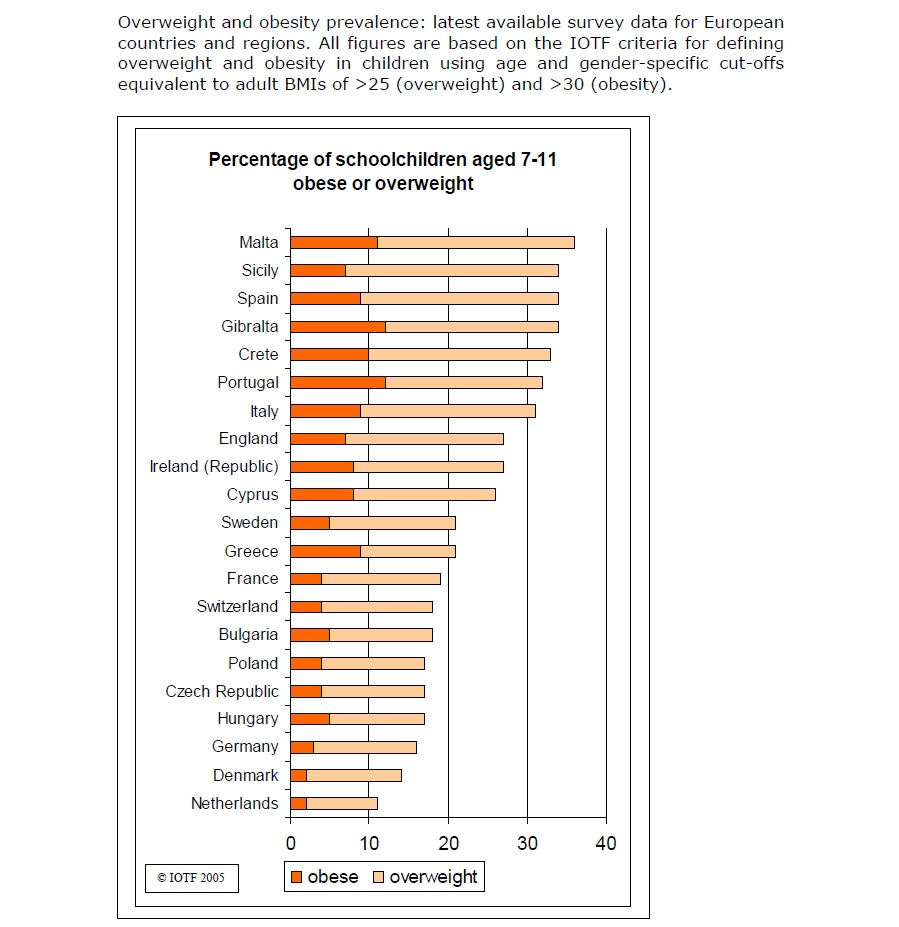 Overweight and obesity prevalence: latest available survey data for European
countries and regions. All figures are based on the IOTF criteria for defining
overweight and obesity in children using age and gender-specific cut-offs
equivalent to adult BMIs of >25 (overweight) and >30 (obesity).
Percentage of schoolchildren aged 7-11
obese or overweight
Malta
Sicily
Spain
Gibralta
Crete
Portugal
Italy
England
Ireland (Republic)
Cyprus
Sweden
Greece
France
Switzerland
Bulgaria
Poland
Czech Republic
Hungary
Germany
Denmark
Netherlands
0 10 20 30 40
© IOTF 2005
obese overweight